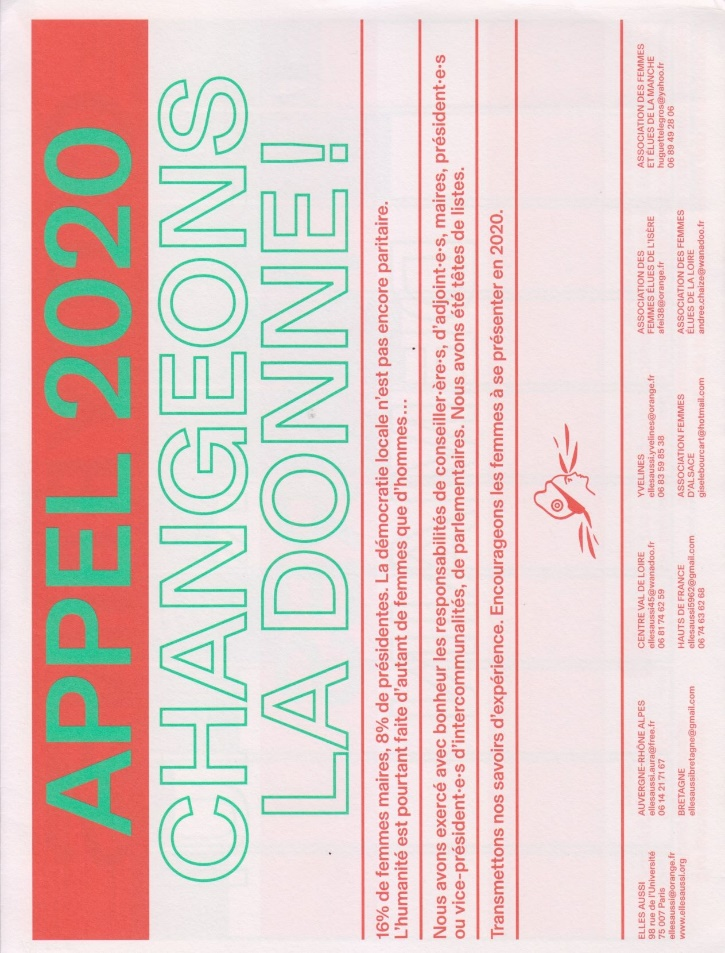 APPEL 2020
CHANGEONS
LA DONNE !
16% de femmes maires, 8% de présidentes. La démocratie locale n'est pas encore paritaire.
L'humanité est pourtant faite d'autant de femmes que d'hommes...
Nous avons exercé avec bonheur les responsabilités de conseiller·ère·s, d'adjoint·e·s, maires, président·e·s
ou vice-président·e·s d'intercommunalités, de parlementaires. Nous avons été têtes de listes.
Transmettons nos savoirs d'expérience. Encourageons les femmes à se présenter en 2020.
ELLES AUSSI
98 rue de l'Université
75 007 Paris
ellesaussi@orange.fr
www.ellesaussi.org
AUVERGNE-RHÔNE ALPES
ellesaussi.aura@free.fr
06 14 21 71 67
BRETAGNE
ellesaussibretagne@gmail.com
CENTRE VAL DE LOIRE
ellesaussi45@wanadoo.fr
06 81 74 62 59
HAUTS DE FRANCE
ellesaussi5962@gmail.com
06 74 63 62 68
YVELINES
ellesaussi.yvelines@orange.fr
06 83 59 85 38
ASSOCIATION FEMMES
D'ALSACE
giselebourcart@hotmail.com
ASSOCIATION DES
FEMMES ÉLUES DE L'ISÈRE
afei38@orange.fr
ASSOCIATION DES FEMMES
ÉLUES DE LA LOIRE
andree.chaize@wanadoo.fr
ASSOCIATION DES FEMMES
ET ÉLUES DE LA MANCHE
huguettelegros@yahoo.fr
06 89 49 28 06